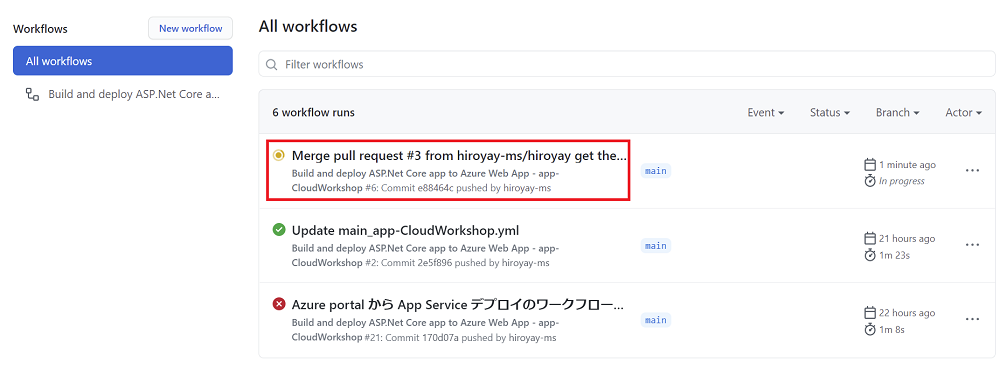 Workflows
New workflow
All workflows
Build and deploy ASP.Net Core a...
All workflows
Filter workflows
6 workflow runs
Event
Status
Branch
Actor
Merge pull request #3 from hiroyay-ms/hiroyay get the...
Build and deploy ASP.Net Core app to Azure Web App - app-
CloudWorkshop #6: Commit e88464c pushed by hiroyay-ms
main
1 minute ago
In progress
Update main_app-CloudWorkshop.yml
Build and deploy ASP.Net Core app to Azure Web App - app-
CloudWorkshop #2: Commit 2e5f896 pushed by hiroyay-ms
main
21 hours ago
1m 23s
Azure portal から App Service デプロイのワークフロー...
Build and deploy ASP.Net Core app to Azure Web App - app-
CloudWorkshop #21: Commit 170d07a pushed by hiroyay-ms
main
22 hours ago
1m 8s